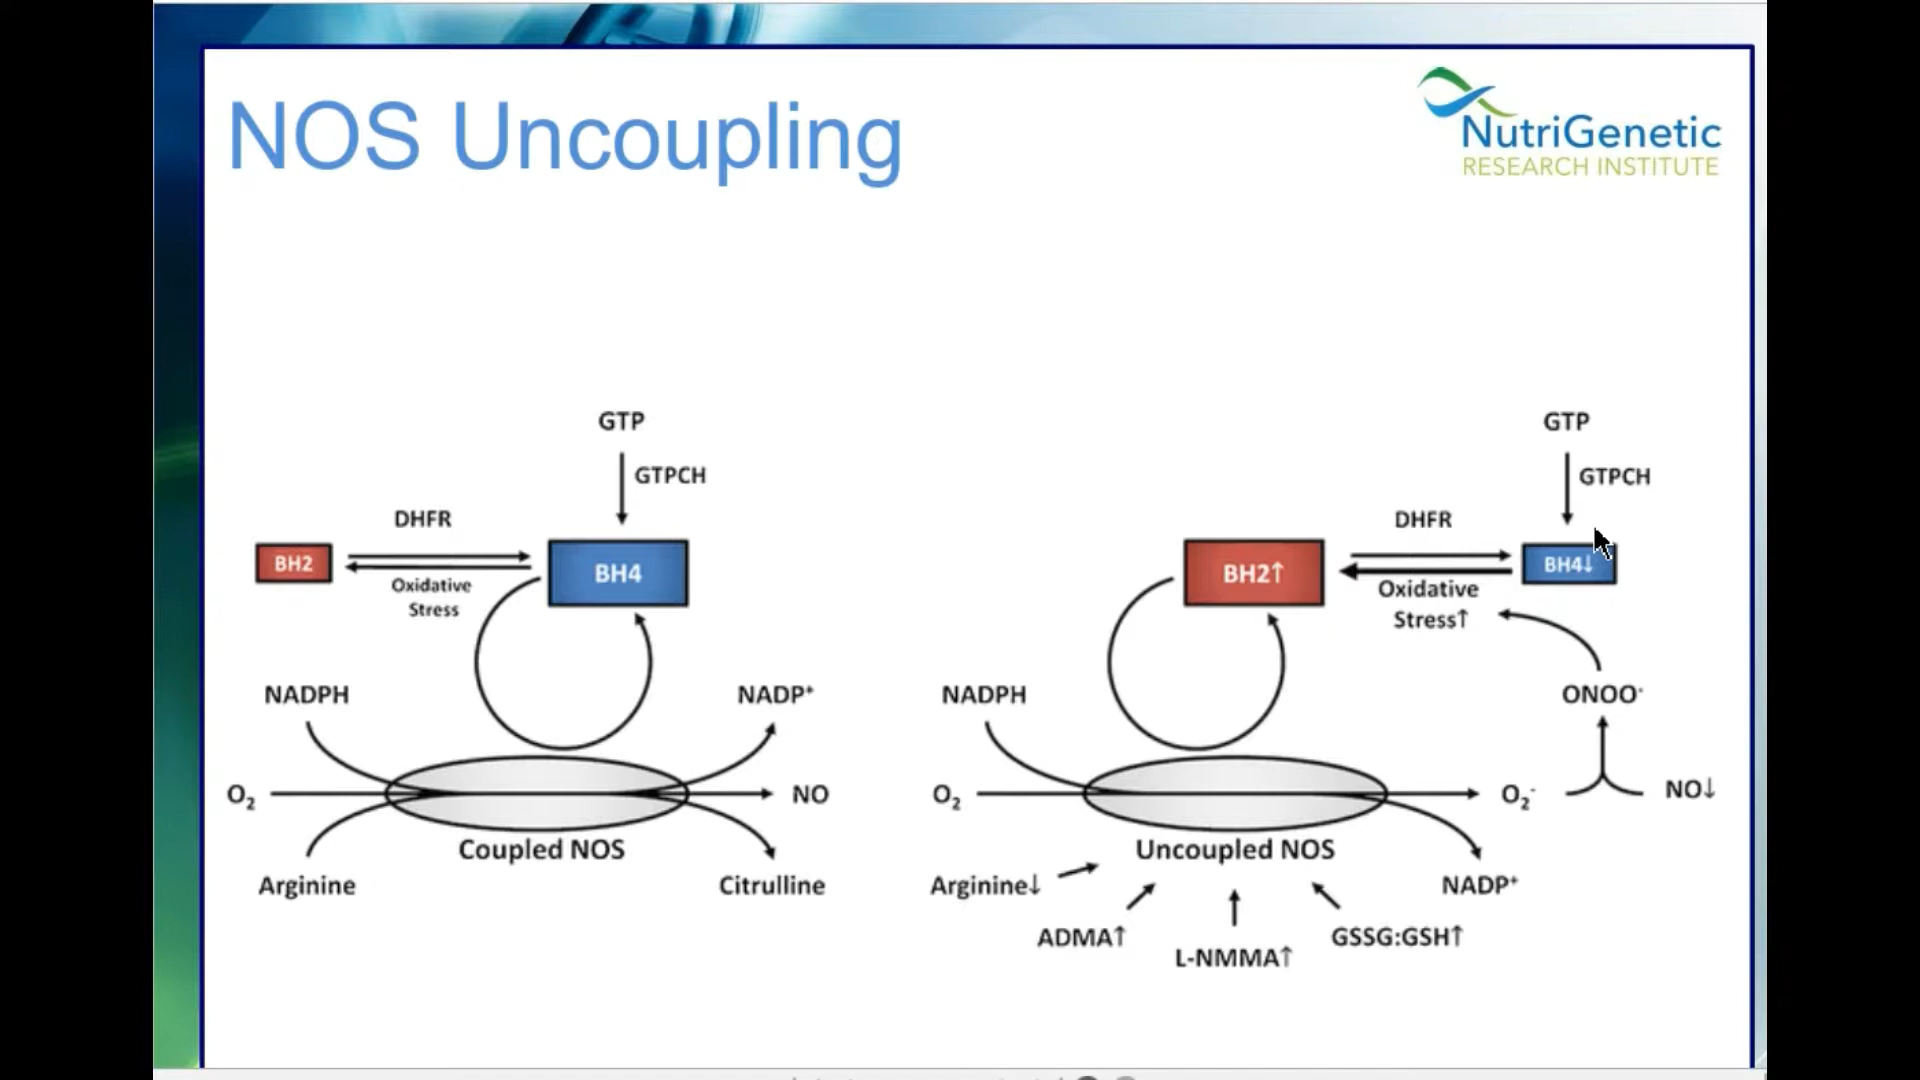 NOS Uncoupling
NutriGenetic
RESEARCH INSTITUTE
GTP
GTPCH
DHFR
BH2
BH4
Oxidative
Stress
NADPH
NADP⁺
O₂
NO
Coupled NOS
Arginine
Citrulline
GTP
GTPCH
DHFR
BH2↑
BH4↓
Oxidative
Stress↑
NADPH
ONOO⁻
O₂
O₂⁻
NO↓
Uncoupled NOS
Arginine↓
NADP⁺
ADMA↑
GSSG:GSH↑
L-NMMA↑